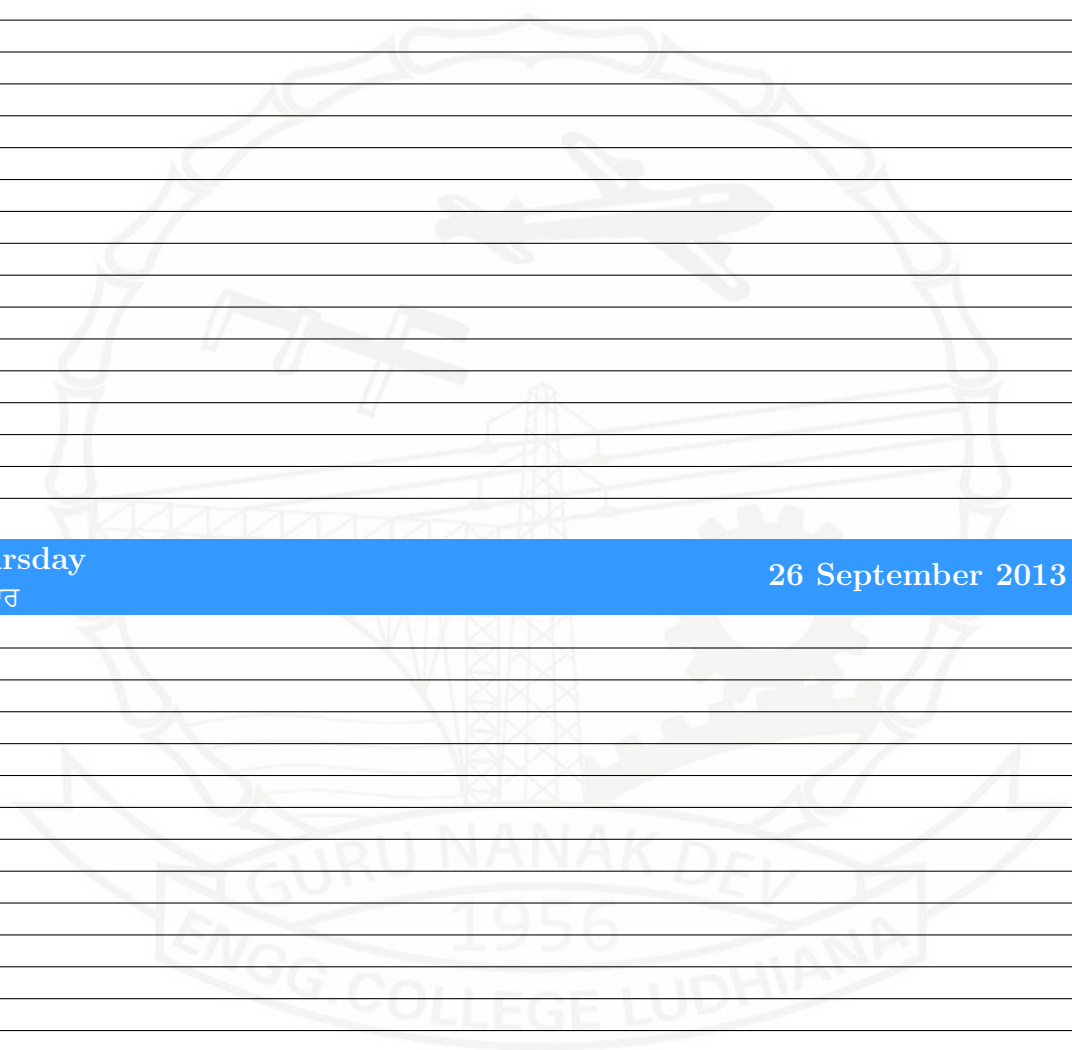 rsday
ਾਰ
26 September 2013
GURU NANAK DEV
1956
ENGG. COLLEGE LUDHIANA